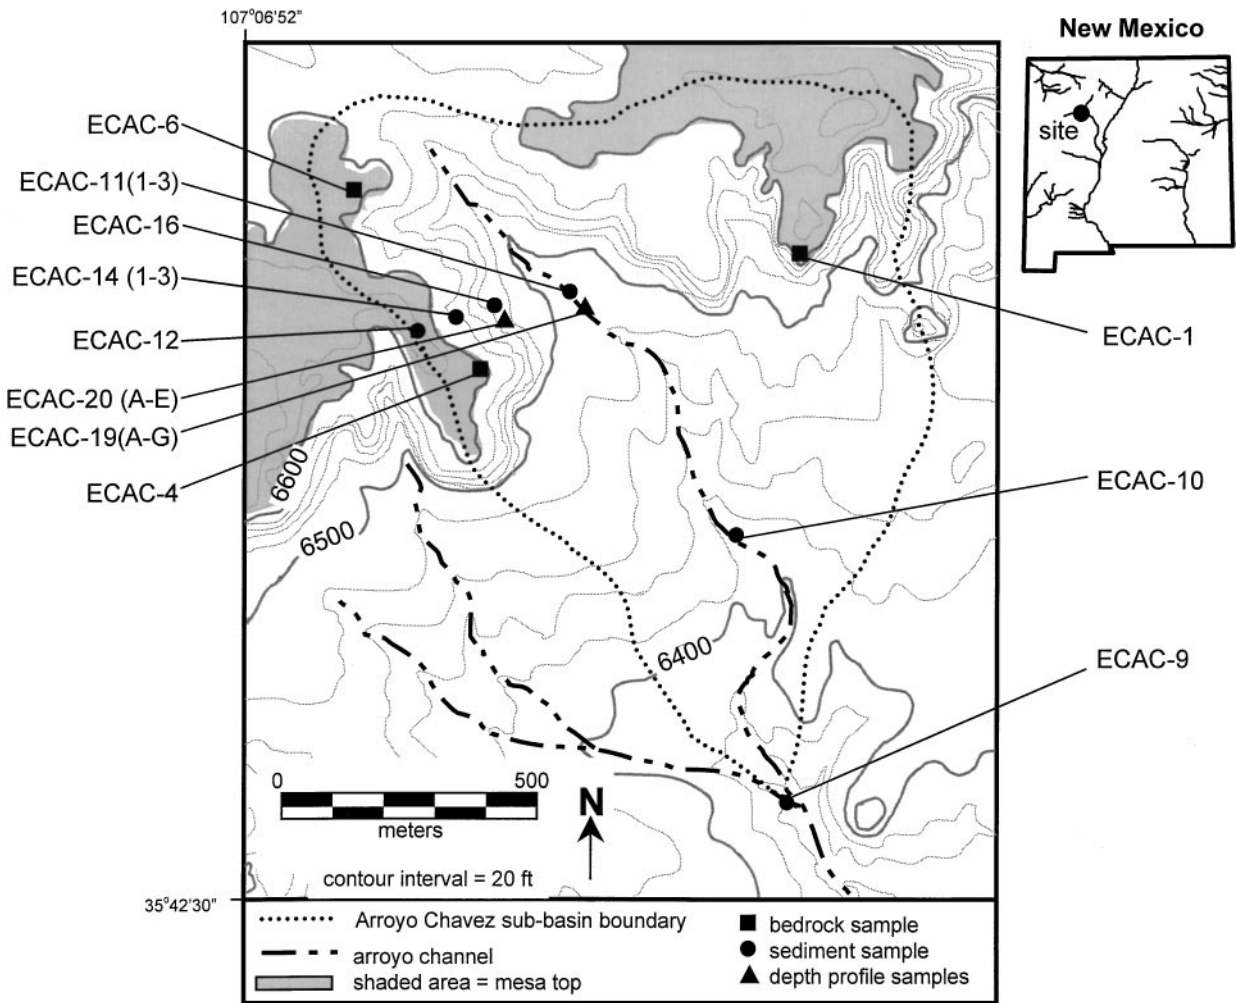 107°06'52"
New Mexico
site
ECAC-6
ECAC-11(1-3)
ECAC-16
ECAC-14 (1-3)
ECAC-12
ECAC-20 (A-E)
ECAC-19(A-G)
ECAC-4
ECAC-1
ECAC-10
ECAC-9
6600
6500
6400
0 500
meters
N
contour interval = 20 ft
35°42'30"
Arroyo Chavez sub-basin boundary
arroyo channel
shaded area = mesa top
bedrock sample
sediment sample
depth profile samples